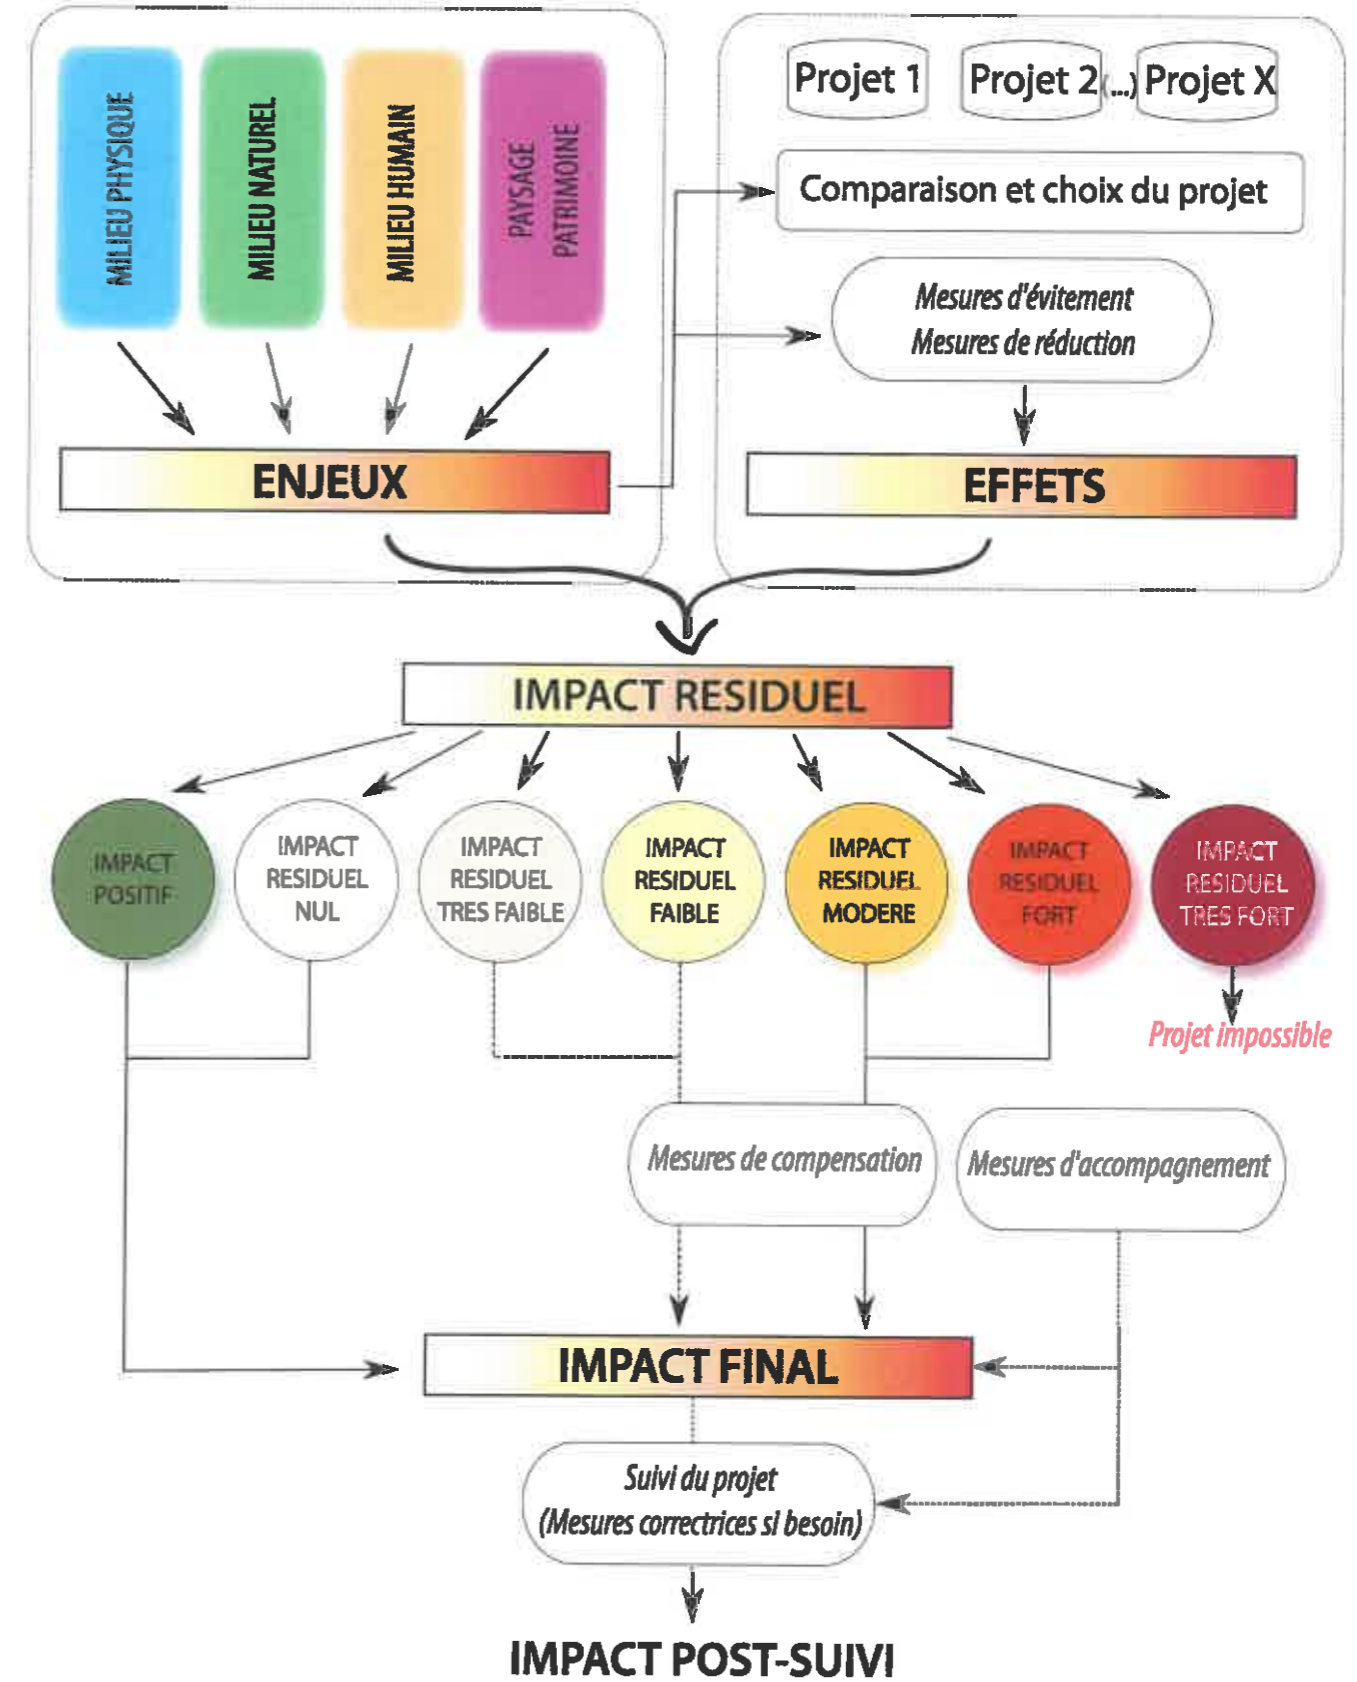 MILIEU PHYSIQUE
MILIEU NATUREL
MILIEU HUMAIN
PAYSAGE
PATRIMOINE
ENJEUX
Projet 1
Projet 2
(...)
Projet X
Comparaison et choix du projet
Mesures d'évitement
Mesures de réduction
EFFETS
IMPACT RESIDUEL
IMPACT
POSITIF
IMPACT
RESIDUEL
NUL
IMPACT
RESIDUEL
TRES FAIBLE
IMPACT
RESIDUEL
FAIBLE
IMPACT
RESIDUEL
MODERE
IMPACT
RESIDUEL
FORT
IMPACT
RESIDUEL
TRES FORT
Projet impossible
Mesures de compensation
Mesures d'accompagnement
IMPACT FINAL
Suivi du projet
(Mesures correctrices si besoin)
IMPACT POST-SUIVI